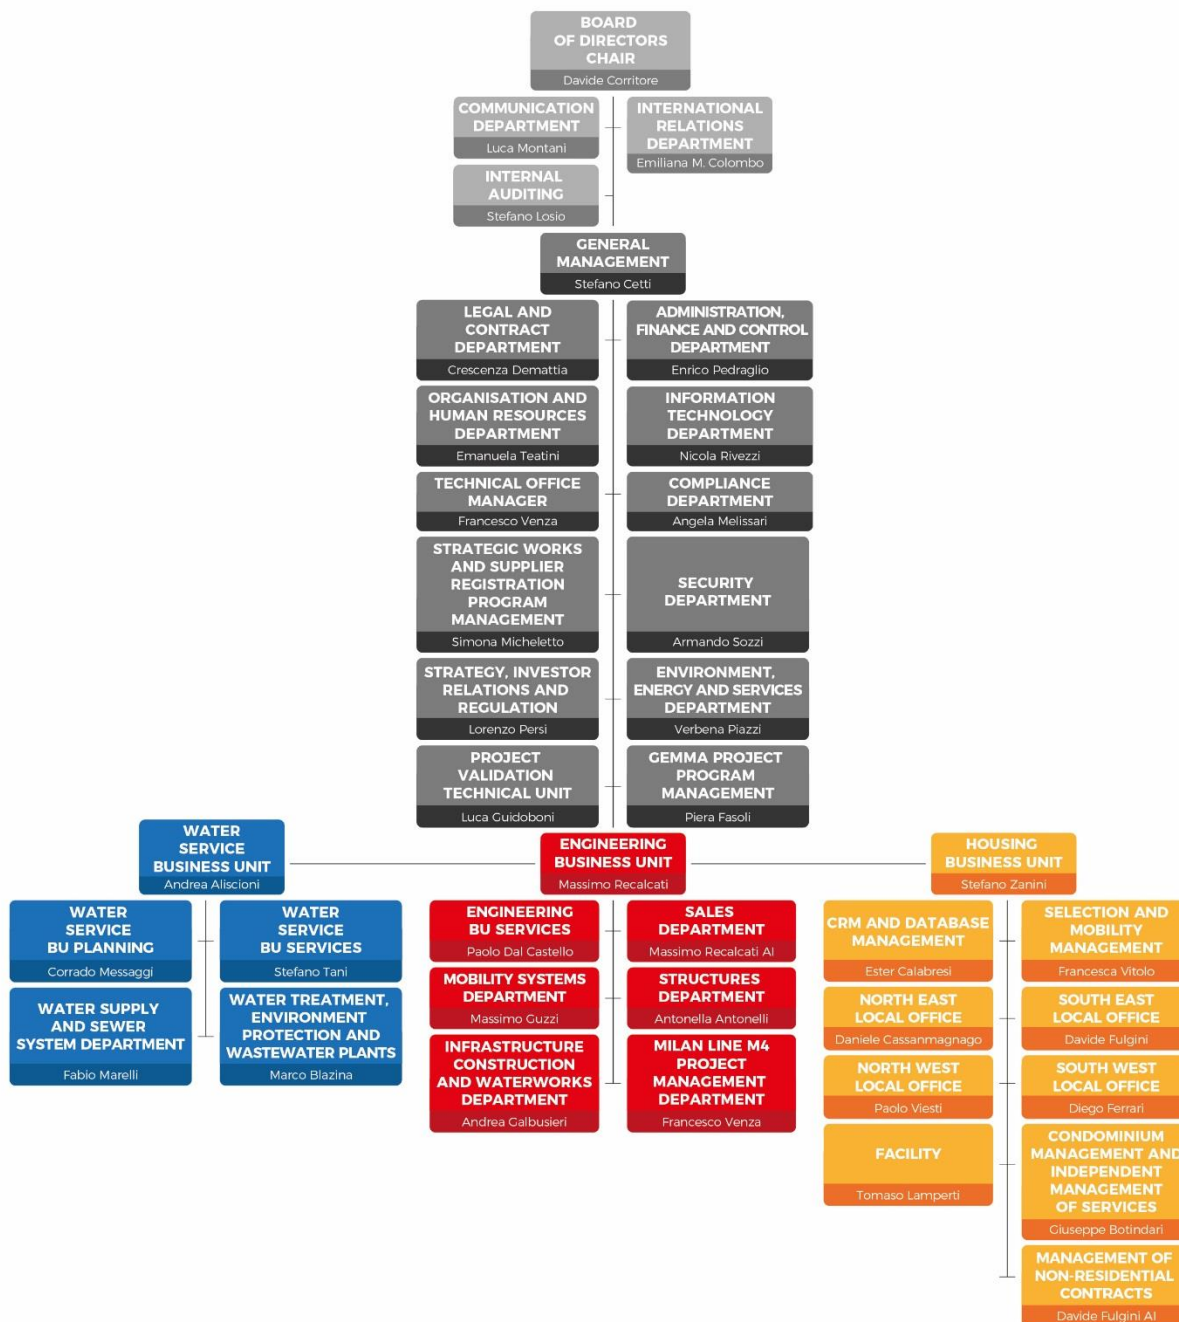 BOARD
OF DIRECTORS
CHAIR
Davide Corritore
COMMUNICATION
DEPARTMENT
Luca Montani
INTERNATIONAL
RELATIONS
DEPARTMENT
Emiliana M. Colombo
INTERNAL
AUDITING
Stefano Losio
GENERAL
MANAGEMENT
Stefano Cetti
LEGAL AND
CONTRACT
DEPARTMENT
Crescenza Demattia
ADMINISTRATION,
FINANCE AND CONTROL
DEPARTMENT
Enrico Pedraglio
ORGANISATION AND
HUMAN RESOURCES
DEPARTMENT
Emanuela Teatini
INFORMATION
TECHNOLOGY
DEPARTMENT
Nicola Rivezzi
TECHNICAL OFFICE
MANAGER
Francesco Venza
COMPLIANCE
DEPARTMENT
Angela Melissari
STRATEGIC WORKS
AND SUPPLIER
REGISTRATION
PROGRAM
MANAGEMENT
Simona Micheletto
SECURITY
DEPARTMENT
Armando Sozzi
STRATEGY, INVESTOR
RELATIONS AND
REGULATION
Lorenzo Persi
ENVIRONMENT,
ENERGY AND SERVICES
DEPARTMENT
Verbena Piazzi
PROJECT
VALIDATION
TECHNICAL UNIT
Luca Guidoboni
GEMMA PROJECT
PROGRAM
MANAGEMENT
Piera Fasoli
WATER
SERVICE
BUSINESS UNIT
Andrea Aliscioni
ENGINEERING
BUSINESS UNIT
Massimo Recalcati
HOUSING
BUSINESS UNIT
Stefano Zanini
WATER
SERVICE
BU PLANNING
Corrado Messaggi
WATER
SERVICE
BU SERVICES
Stefano Tani
WATER SUPPLY
AND SEWER
SYSTEM DEPARTMENT
Fabio Marelli
WATER TREATMENT,
ENVIRONMENT
PROTECTION AND
WASTEWATER PLANTS
Marco Blazina
ENGINEERING
BU SERVICES
Paolo Dal Castello
SALES
DEPARTMENT
Massimo Recalcati AI
MOBILITY SYSTEMS
DEPARTMENT
Massimo Guzzi
STRUCTURES
DEPARTMENT
Antonella Antonelli
INFRASTRUCTURE
CONSTRUCTION
AND WATERWORKS
DEPARTMENT
Andrea Galbusieri
MILAN LINE M4
PROJECT
MANAGEMENT
DEPARTMENT
Francesco Venza
CRM AND DATABASE
MANAGEMENT
Ester Calabresi
SELECTION AND
MOBILITY
MANAGEMENT
Francesca Vitolo
NORTH EAST
LOCAL OFFICE
Daniele Cassanmagnago
SOUTH EAST
LOCAL OFFICE
Davide Fulgini
NORTH WEST
LOCAL OFFICE
Paolo Viesti
SOUTH WEST
LOCAL OFFICE
Diego Ferrari
FACILITY
Tomaso Lamperti
CONDOMINIUM
MANAGEMENT AND
INDEPENDENT
MANAGEMENT
OF SERVICES
Giuseppe Botindari
MANAGEMENT OF
NON-RESIDENTIAL
CONTRACTS
Davide Fulgini AI